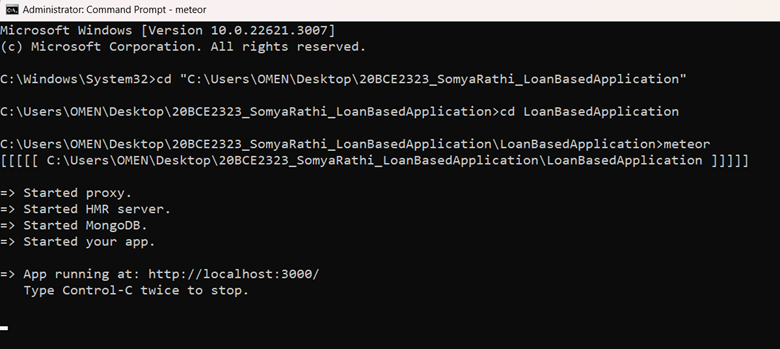 Administrator: Command Prompt - meteor
Microsoft Windows [Version 10.0.22621.3007]
(c) Microsoft Corporation. All rights reserved.
C:\Windows\System32>cd "C:\Users\OMEN\Desktop\20BCE2323_SomyaRathi_LoanBasedApplication"
C:\Users\OMEN\Desktop\20BCE2323_SomyaRathi_LoanBasedApplication>cd LoanBasedApplication
C:\Users\OMEN\Desktop\20BCE2323_SomyaRathi_LoanBasedApplication\LoanBasedApplication>meteor
[[[[[ C:\Users\OMEN\Desktop\20BCE2323_SomyaRathi_LoanBasedApplication\LoanBasedApplication ]]]]]
=> Started proxy.
=> Started HMR server.
=> Started MongoDB.
=> Started your app.
=> App running at: http://localhost:3000/
Type Control-C twice to stop.